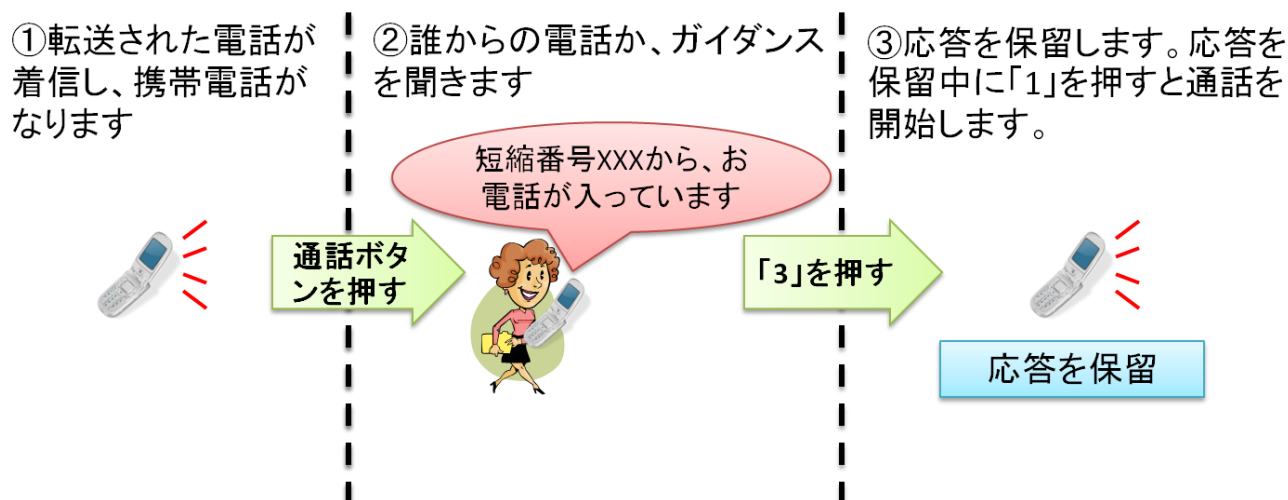 ①転送された電話が
着信し、携帯電話が
なります
②誰からの電話か、ガイダンス
を聞きます
③応答を保留します。応答を
保留中に「1」を押すと通話を
開始します。
短縮番号XXXから、お
電話が入っています
通話ボタ
ンを押す
「3」を押す
応答を保留